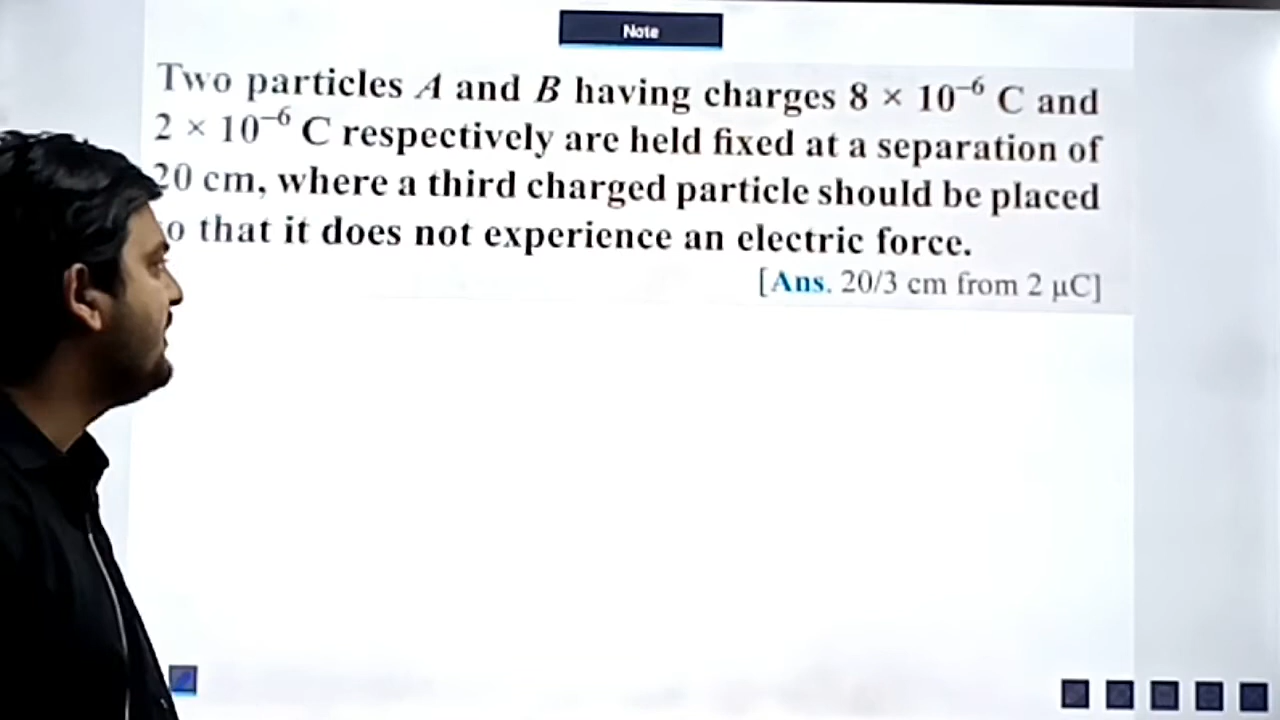 Note
Two particles A and B having charges 8 × 10⁻⁶ C and
2 × 10⁻⁶ C respectively are held fixed at a separation of
20 cm, where a third charged particle should be placed
o that it does not experience an electric force.
[Ans. 20/3 cm from 2 μC]